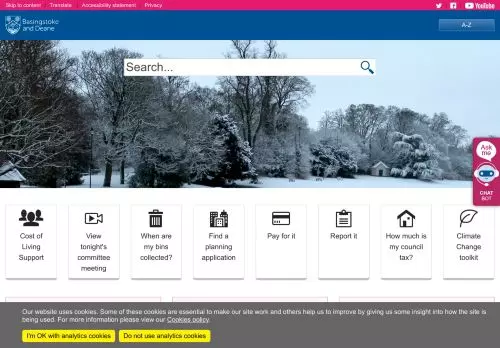 Skip to content Translate Accessibility statement Privacy YouTube
Basingstoke
and Deane
A-Z
Search...
Ask
me
CHAT
BOT
Cost of
Living
Support
View
tonight's
committee
meeting
When are
my bins
collected?
Find a
planning
application
Pay for it
Report it
How much is
my council
tax?
Climate
Change
toolkit
Our website uses cookies. Some of these cookies are essential to make our site work and others help us to improve by giving us some insight into how the site is
being used. For more information please view our Cookies policy.
I'm OK with analytics cookies Do not use analytics cookies